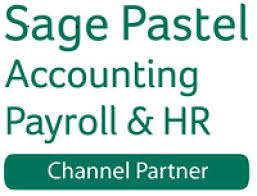 Sage Pastel
Accounting
Payroll & HR
Channel Partner